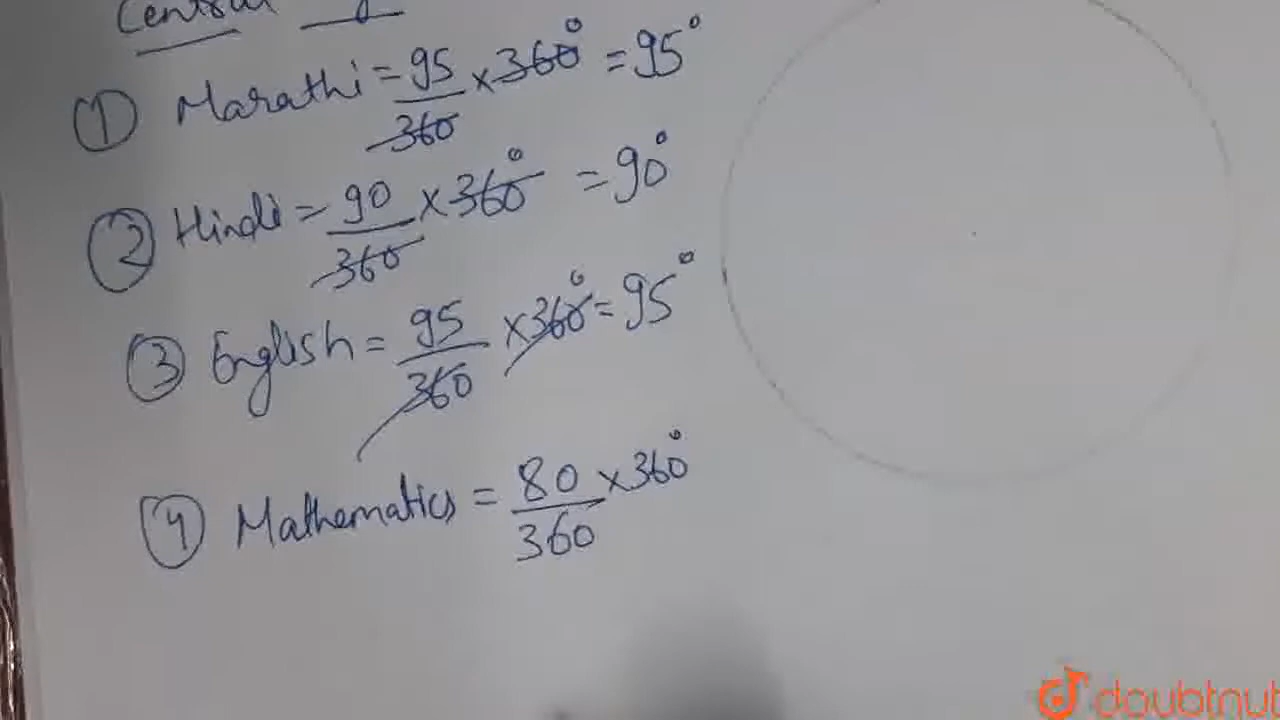 Central
① Marathi = 95/360 × 360° = 95°
② Hindi = 90/360 × 360° = 90°
③ English = 95/360 × 360° = 95°
④ Mathematics = 80/360 × 360°
doubtnut